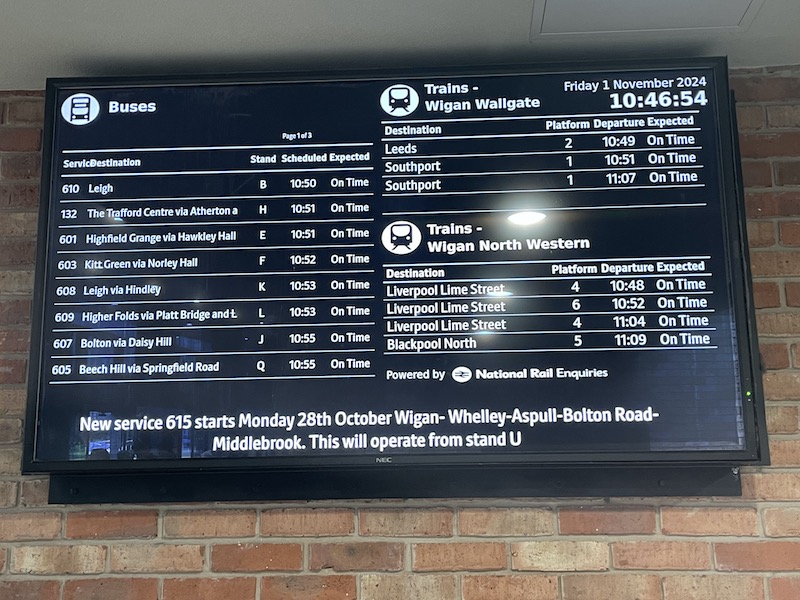 Buses
Page 1 of 3
ServiceDestination Stand Scheduled Expected
610 Leigh B 10:50 On Time
132 The Trafford Centre via Atherton a H 10:51 On Time
601 Highfield Grange via Hawkley Hall E 10:51 On Time
603 Kitt Green via Norley Hall F 10:52 On Time
608 Leigh via Hindley K 10:53 On Time
609 Higher Folds via Platt Bridge and L L 10:53 On Time
607 Bolton via Daisy Hill J 10:55 On Time
605 Beech Hill via Springfield Road Q 10:55 On Time
Trains -
Wigan Wallgate
Friday 1 November 2024
10:46:54
Destination Platform Departure Expected
Leeds 2 10:49 On Time
Southport 1 10:51 On Time
Southport 1 11:07 On Time
Trains -
Wigan North Western
Destination Platform Departure Expected
Liverpool Lime Street 4 10:48 On Time
Liverpool Lime Street 6 10:52 On Time
Liverpool Lime Street 4 11:04 On Time
Blackpool North 5 11:09 On Time
Powered by National Rail Enquiries
New service 615 starts Monday 28th October Wigan- Whelley-Aspull-Bolton Road-
Middlebrook. This will operate from stand U
NEC